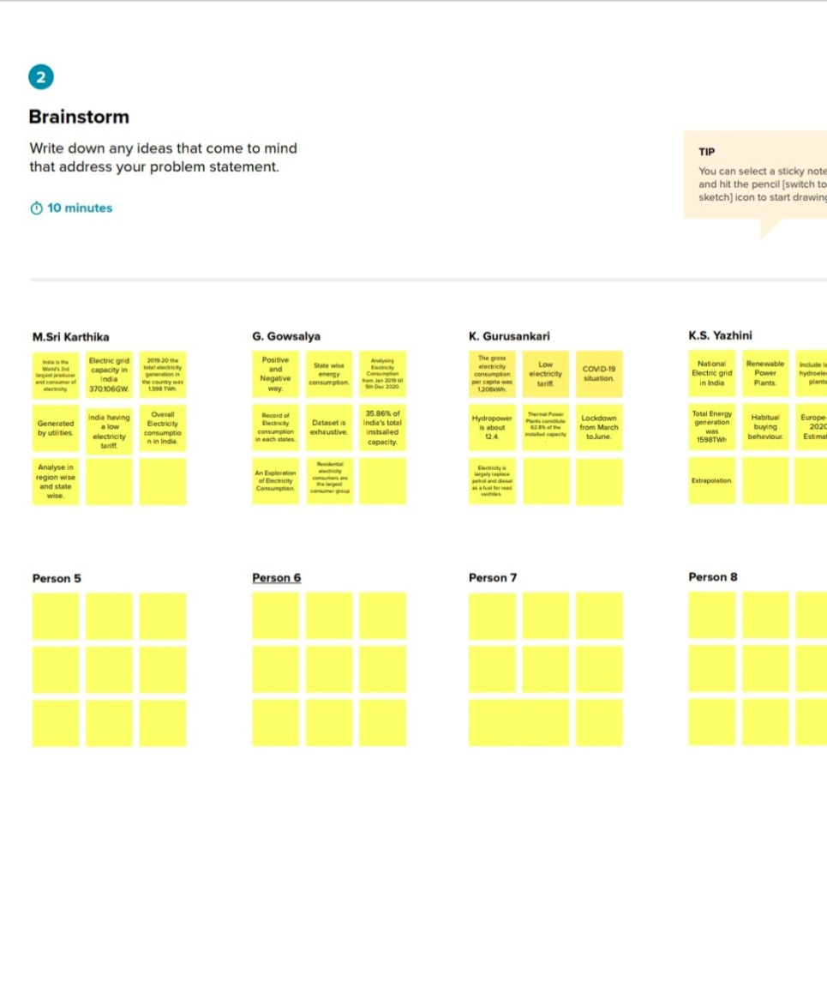 2
Brainstorm
Write down any ideas that come to mind
that address your problem statement.
10 minutes
TIP
You can select a sticky note
and hit the pencil [switch to
sketch] icon to start drawing
M.Sri Karthika
India is the
World's 3rd
largest producer
and consumer of
electricity.
Electric grid
capacity in
India
370.106GW.
2019-20 the
total electricity
generation in
the country was
1,598 TWh.
Generated
by utilities.
India having
a low
electricity
tariff.
Overall
Electricity
consumptio
n in India.
Analyse in
region wise
and state
wise.
G. Gowsalya
Positive
and
Negative
way.
State wise
energy
consumption.
Analysing
Electricity
Consumption
from Jan 2019 till
5th Dec 2020.
Record of
Electricity
consumption
in each states.
Dataset is
exhaustive.
35.86% of
India's total
instsalled
capacity.
An Exploration
of Electricity
Consumption.
Residential
electricity
consumers are
the largest
consumer group
K. Gurusankari
The gross
electricity
consumption
per capita was
1,208kWh.
Low
electricity
tariff.
COVID-19
situation.
Hydropower
is about
12.4.
Thermal Power
Plants constitute
62.8% of the
installed capacity
Lockdown
from March
toJune.
Electricity is
largely replace
petrol and diesel
as a fuel for road
vechiles
K.S. Yazhini
National
Electric grid
in India
Renewable
Power
Plants.
Include la
hydroele
plants
Total Energy
generation
was
1598TWh
Habitual
buying
behaviour.
Europe-
2020
Estimat
Extrapolation.
Person 5
Person 6
Person 7
Person 8